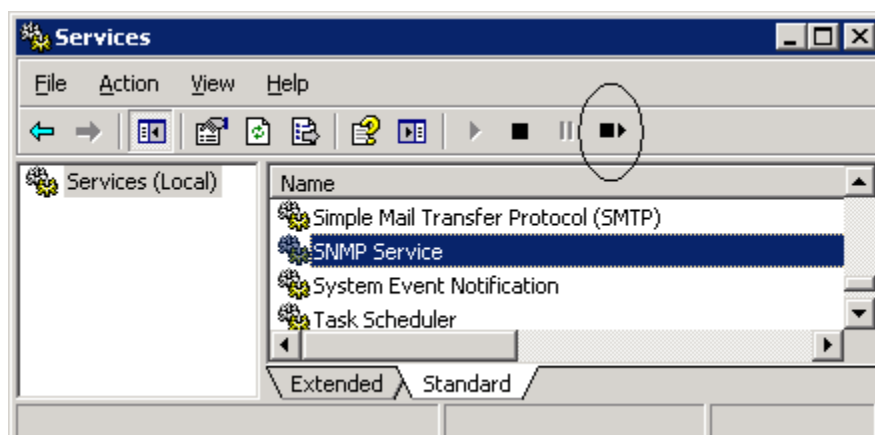 Services
File Action View Help
Services (Local)
Name
Simple Mail Transfer Protocol (SMTP)
SNMP Service
System Event Notification
Task Scheduler
Extended Standard